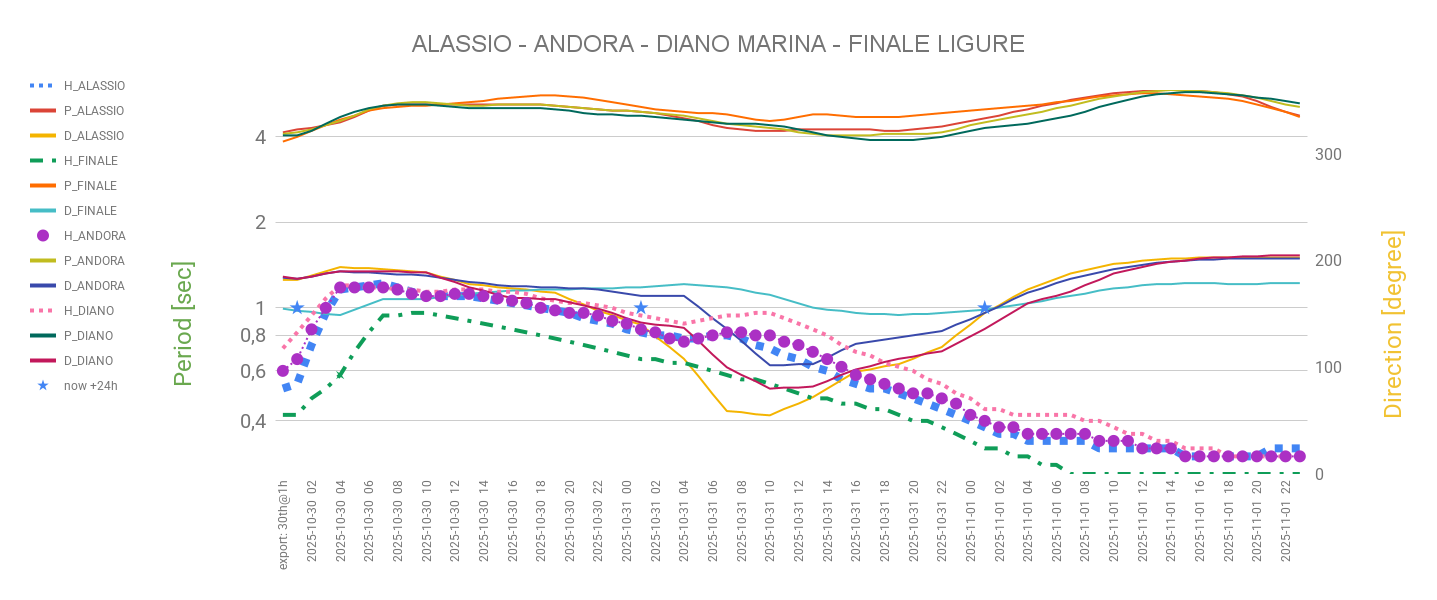 ALASSIO - ANDORA - DIANO MARINA - FINALE LIGURE
H_ALASSIO
P_ALASSIO
D_ALASSIO
H_FINALE
P_FINALE
D_FINALE
H_ANDORA
P_ANDORA
D_ANDORA
H_DIANO
P_DIANO
D_DIANO
now +24h
Period [sec]
4
2
1
0,8
0,6
0,4
300
200
100
0
Direction [degree]
export: 30th@1h
2025-10-30 02
2025-10-30 04
2025-10-30 06
2025-10-30 08
2025-10-30 10
2025-10-30 12
2025-10-30 14
2025-10-30 16
2025-10-30 18
2025-10-30 20
2025-10-30 22
2025-10-31 00
2025-10-31 02
2025-10-31 04
2025-10-31 06
2025-10-31 08
2025-10-31 10
2025-10-31 12
2025-10-31 14
2025-10-31 16
2025-10-31 18
2025-10-31 20
2025-10-31 22
2025-11-01 00
2025-11-01 02
2025-11-01 04
2025-11-01 06
2025-11-01 08
2025-11-01 10
2025-11-01 12
2025-11-01 14
2025-11-01 16
2025-11-01 18
2025-11-01 20
2025-11-01 22